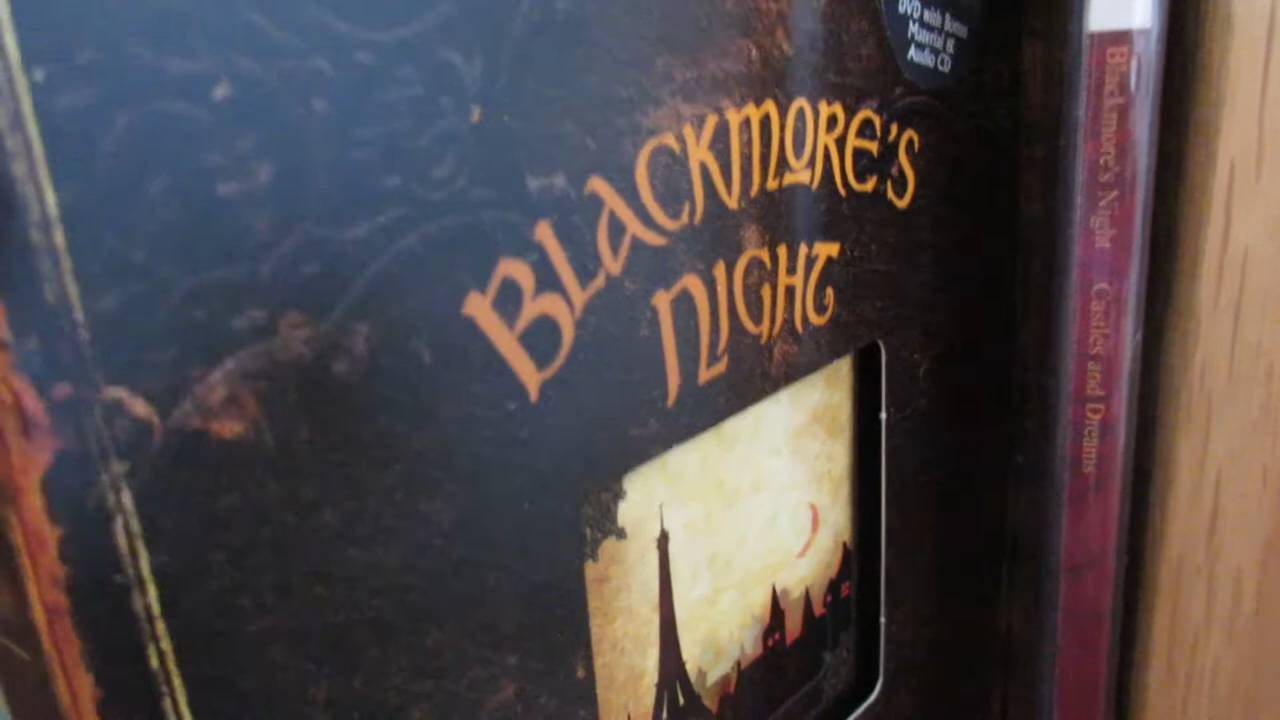 DVD with Bonus
Material &
Audio CD
BLACKMORE'S
NIGHT
Blackmore's Night Castles and Dreams